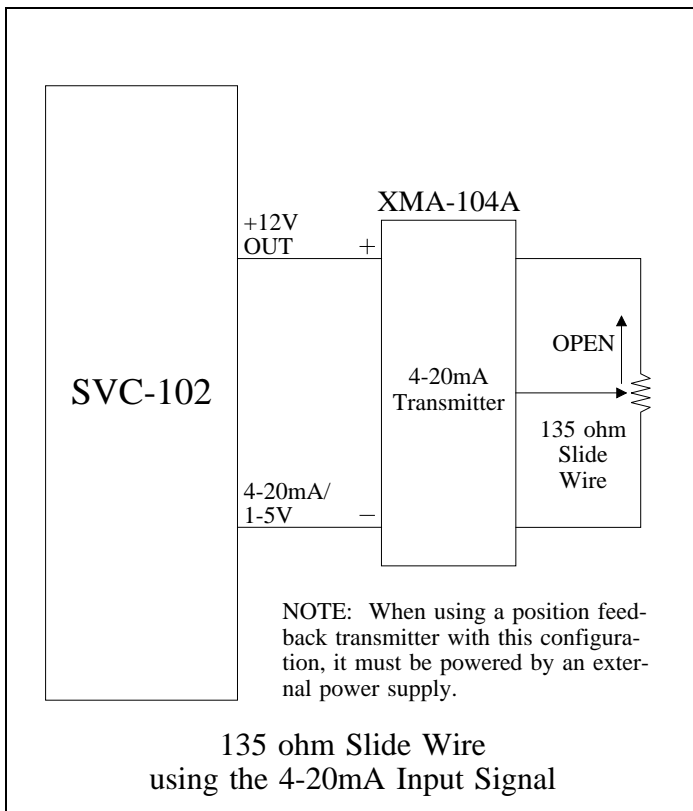 XMA-104A
+12V
OUT
+
SVC-102
OPEN
4-20mA
Transmitter
135 ohm
Slide
Wire
4-20mA/
1-5V
−
NOTE: When using a position feed-
back transmitter with this configura-
tion, it must be powered by an exter-
nal power supply.
135 ohm Slide Wire
using the 4-20mA Input Signal